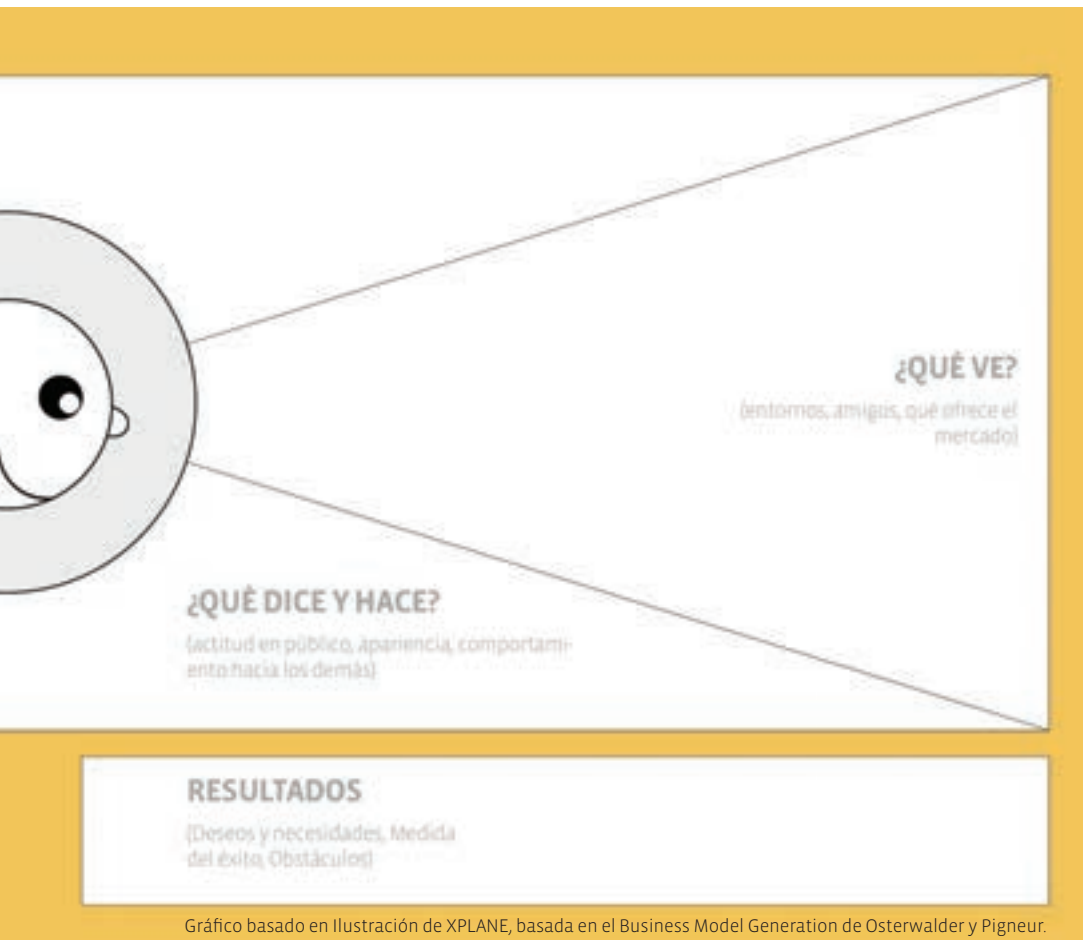 ¿QUÉ VE?
(entornos, amigos, qué ofrece el
mercado)
¿QUÉ DICE Y HACE?
(actitud en público, apariencia, comportami-
ento hacia los demás)
RESULTADOS
(Deseos y necesidades, Medida
del éxito, Obstáculos)
Gráfico basado en Ilustración de XPLANE, basada en el Business Model Generation de Osterwalder y Pigneur.